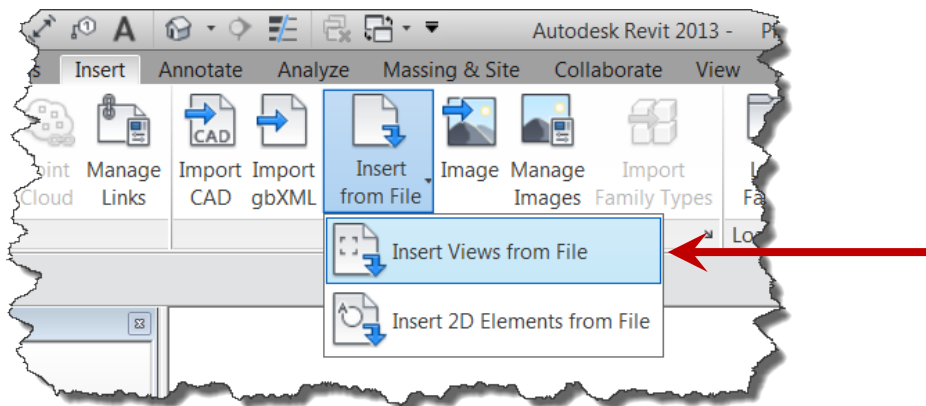 Autodesk Revit 2013 -
Insert Annotate Analyze Massing & Site Collaborate View
CAD
Manage Import Import Insert Image Manage Import
Cloud Links CAD gbXML from File Images Family Types
Insert Views from File
Insert 2D Elements from File